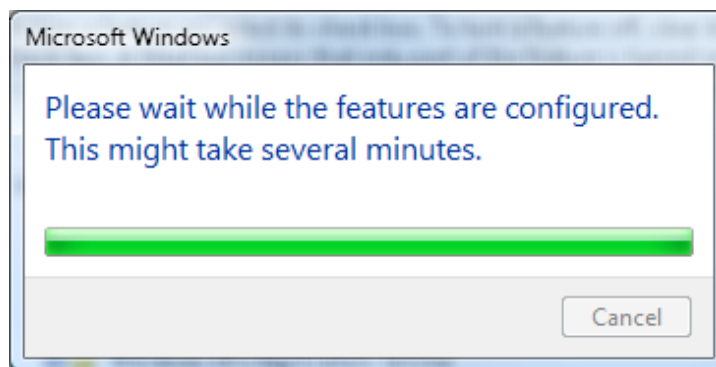 Microsoft Windows
Please wait while the features are configured.
This might take several minutes.
Cancel